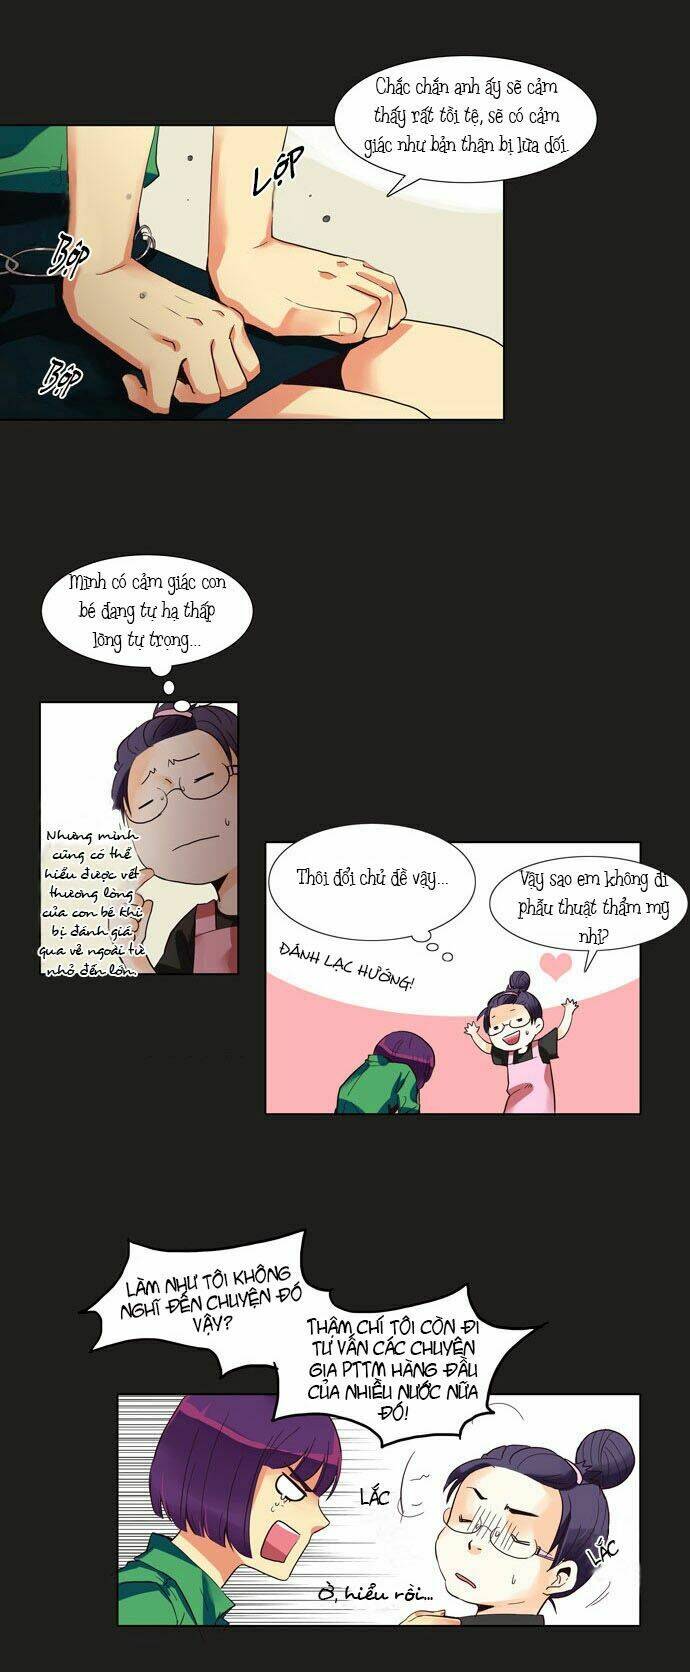 Chắc chắn anh ấy sẽ cảm
thấy rất tồi tệ, sẽ có cảm
giác như bản thân bị lừa dối.
LỘP
BỘP
BỘP
Mình có cảm giác con
bé đang tự hạ thấp
lòng tự trọng...
Nhưng mình
cũng có thể
hiểu được vết
thương lòng
của con bé khi
bị đánh giá
qua vẻ ngoài từ
nhỏ đến lớn.
Thôi đổi chủ đề vậy...
Vậy sao em không đi
phẫu thuật thẩm mỹ
nhỉ?
ĐÁNH LẠC HƯỚNG!
LÀM NHƯ TÔI KHÔNG
NGHĨ ĐẾN CHUYỆN ĐÓ
VẬY?
THẬM CHÍ TÔI CÒN ĐI
TƯ VẤN CÁC CHUYÊN
GIA PTTM HÀNG ĐẦU
CỦA NHIỀU NƯỚC NỮA
ĐÓ!
LẮC
LẮC
Ờ, hiểu rồi...